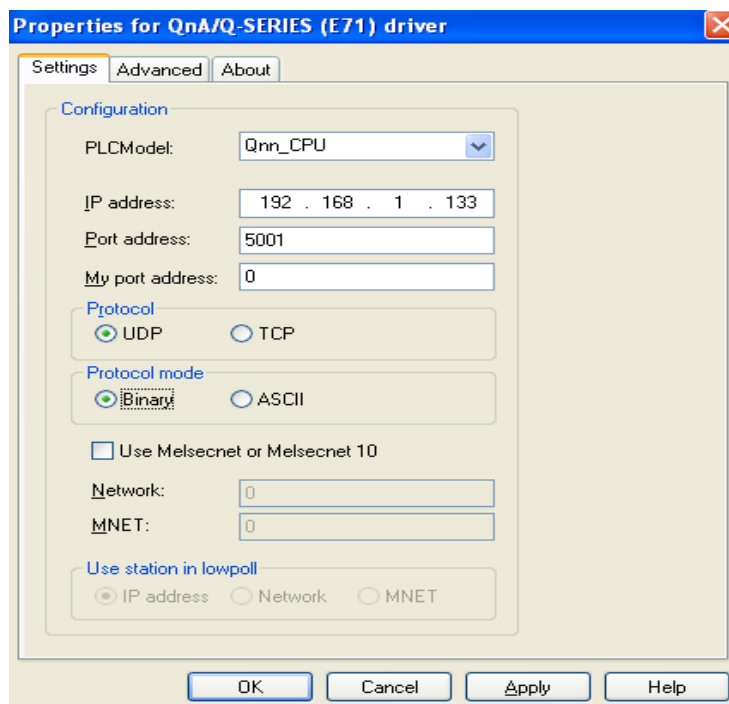 Properties for QnA/Q-SERIES (E71) driver
Settings Advanced About
Configuration
PLCModel: Qnn_CPU
IP address: 192 . 168 . 1 . 133
Port address: 5001
My port address: 0
Protocol
UDP TCP
Protocol mode
Binary ASCII
Use Melsecnet or Melsecnet 10
Network: 0
MNET: 0
Use station in lowpoll
IP address Network MNET
OK Cancel Apply Help